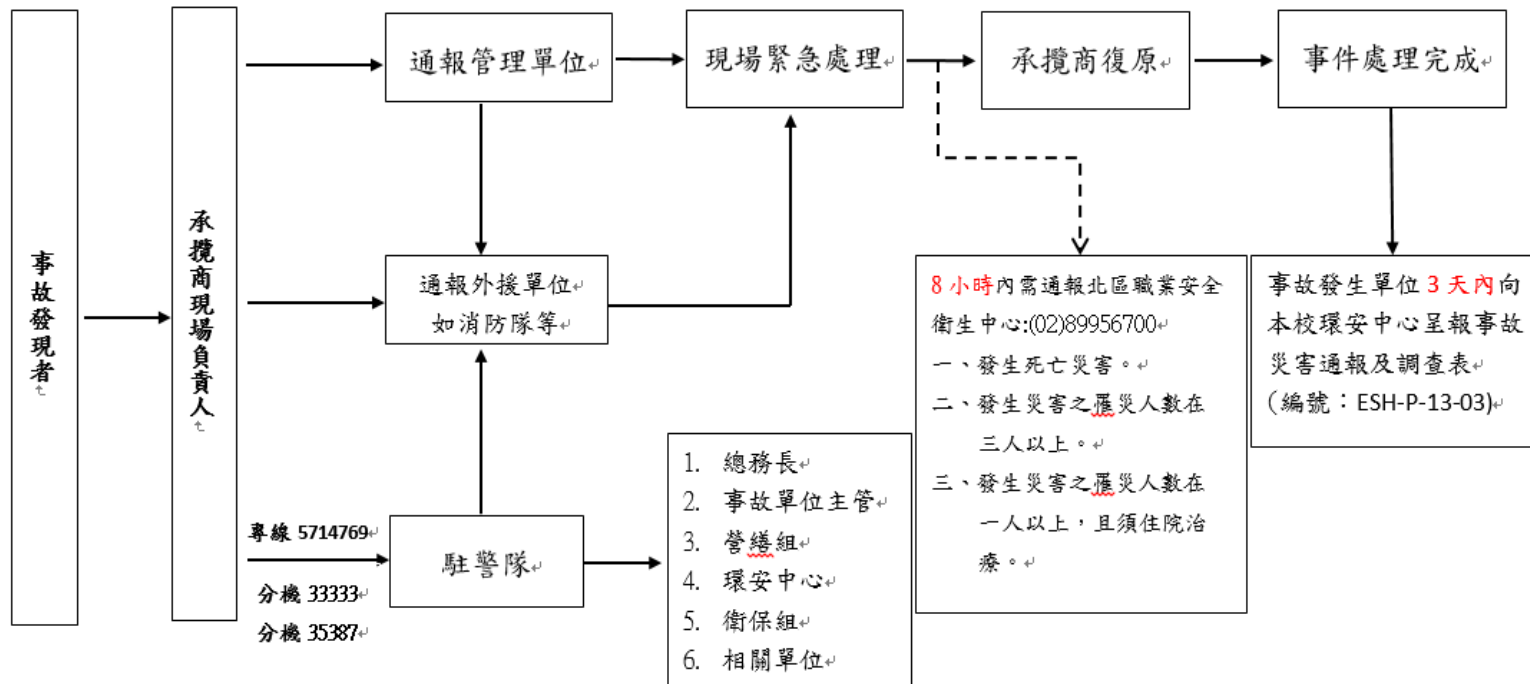 事故發現者
承攬商現場負責人
通報管理單位
現場緊急處理
承攬商復原
事件處理完成
通報外援單位
如消防隊等
專線 5714769
分機 33333
分機 35387
駐警隊
1. 總務長
2. 事故單位主管
3. 營繕組
4. 環安中心
5. 衛保組
6. 相關單位
8 小時內需通報北區職業安全
衛生中心:(02)89956700
一、發生死亡災害。
二、發生災害之罹災人數在
三人以上。
三、發生災害之罹災人數在
一人以上，且須住院治
療。
事故發生單位 3 天內向
本校環安中心呈報事故
災害通報及調查表
(編號：ESH-P-13-03)